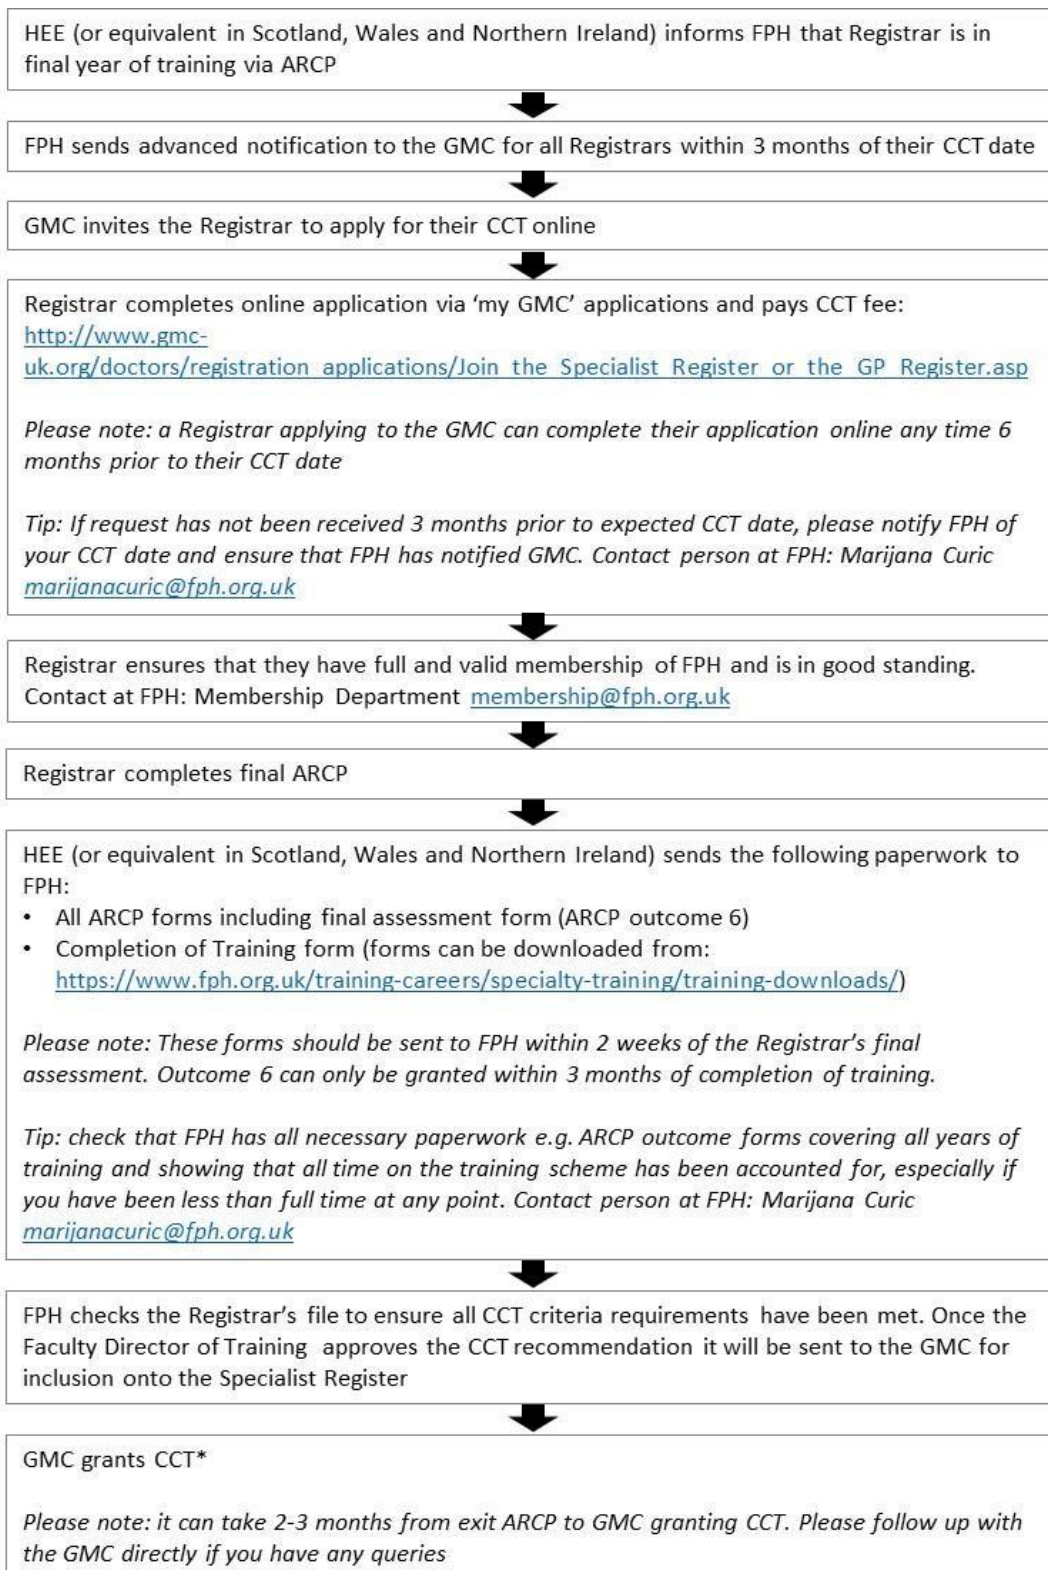 HEE (or equivalent in Scotland, Wales and Northern Ireland) informs FPH that Registrar is in
final year of training via ARCP
FPH sends advanced notification to the GMC for all Registrars within 3 months of their CCT date
GMC invites the Registrar to apply for their CCT online
Registrar completes online application via ‘my GMC’ applications and pays CCT fee:
http://www.gmc-
uk.org/doctors/registration_applications/Join_the_Specialist_Register_or_the_GP_Register.asp
Please note: a Registrar applying to the GMC can complete their application online any time 6
months prior to their CCT date
Tip: If request has not been received 3 months prior to expected CCT date, please notify FPH of
your CCT date and ensure that FPH has notified GMC. Contact person at FPH: Marijana Curic
marijanacuric@fph.org.uk
Registrar ensures that they have full and valid membership of FPH and is in good standing.
Contact at FPH: Membership Department membership@fph.org.uk
Registrar completes final ARCP
HEE (or equivalent in Scotland, Wales and Northern Ireland) sends the following paperwork to
FPH:
• All ARCP forms including final assessment form (ARCP outcome 6)
• Completion of Training form (forms can be downloaded from:
https://www.fph.org.uk/training-careers/specialty-training/training-downloads/)
Please note: These forms should be sent to FPH within 2 weeks of the Registrar’s final
assessment. Outcome 6 can only be granted within 3 months of completion of training.
Tip: check that FPH has all necessary paperwork e.g. ARCP outcome forms covering all years of
training and showing that all time on the training scheme has been accounted for, especially if
you have been less than full time at any point. Contact person at FPH: Marijana Curic
marijanacuric@fph.org.uk
FPH checks the Registrar’s file to ensure all CCT criteria requirements have been met. Once the
Faculty Director of Training approves the CCT recommendation it will be sent to the GMC for
inclusion onto the Specialist Register
GMC grants CCT*
Please note: it can take 2-3 months from exit ARCP to GMC granting CCT. Please follow up with
the GMC directly if you have any queries